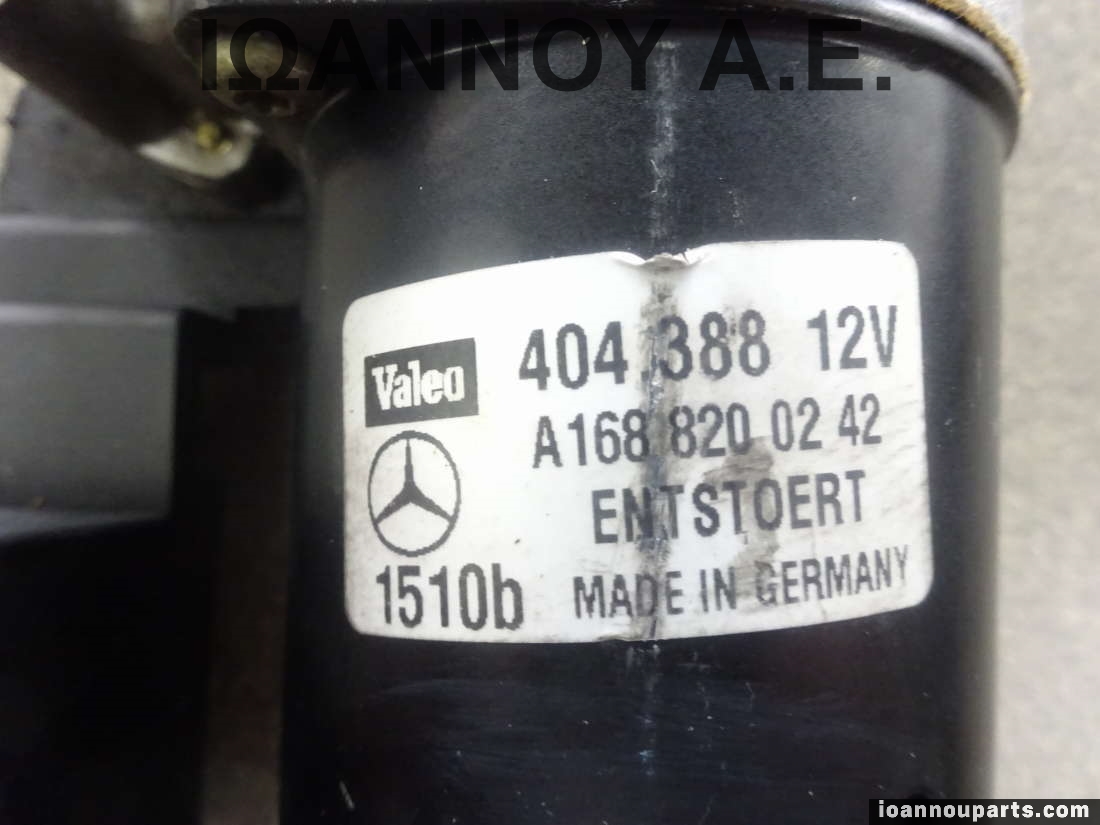 ΙΩΑΝΝΟΥ Α.Ε.
Valeo
404.388 12V
A168 820 02 42
ENTSTOERT
1510b
MADE IN GERMANY
ioannouparts.com